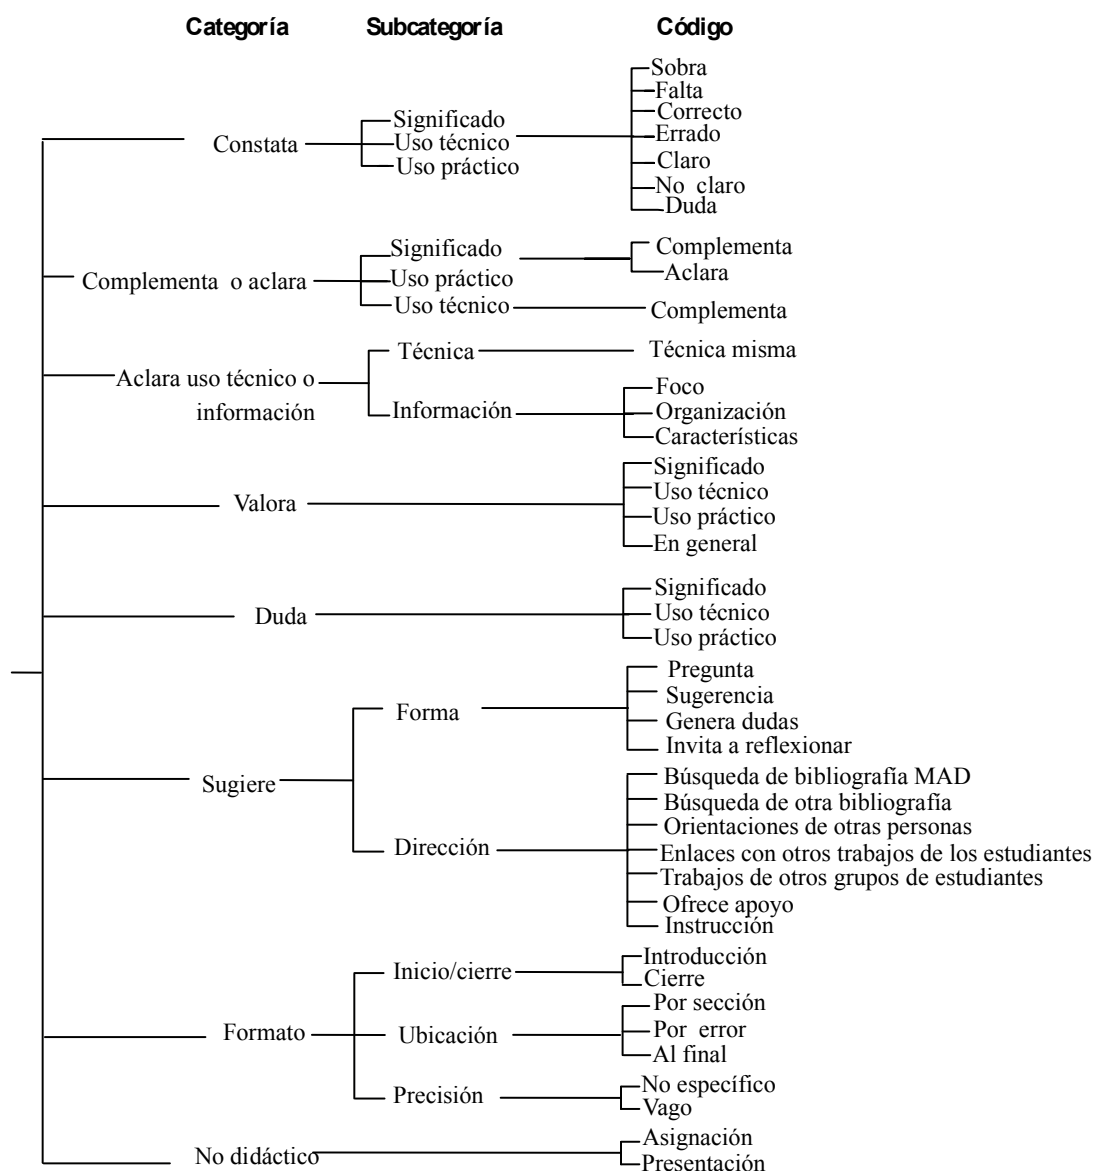 Categoría Subcategoría Código
Sobra
Falta
Correcto
Errado
Claro
No claro
Duda
Significado
Uso técnico
Uso práctico
Constata
Complementa o aclara
Significado
Uso práctico
Uso técnico
Complementa
Aclara
Complementa
Aclara uso técnico o
información
Técnica
Técnica misma
Información
Foco
Organización
Características
Valora
Significado
Uso técnico
Uso práctico
En general
Duda
Significado
Uso técnico
Uso práctico
Sugiere
Forma
Pregunta
Sugerencia
Genera dudas
Invita a reflexionar
Dirección
Búsqueda de bibliografía MAD
Búsqueda de otra bibliografía
Orientaciones de otras personas
Enlaces con otros trabajos de los estudiantes
Trabajos de otros grupos de estudiantes
Ofrece apoyo
Instrucción
Formato
Inicio/cierre
Introducción
Cierre
Ubicación
Por sección
Por error
Al final
Precisión
No específico
Vago
No didáctico
Asignación
Presentación